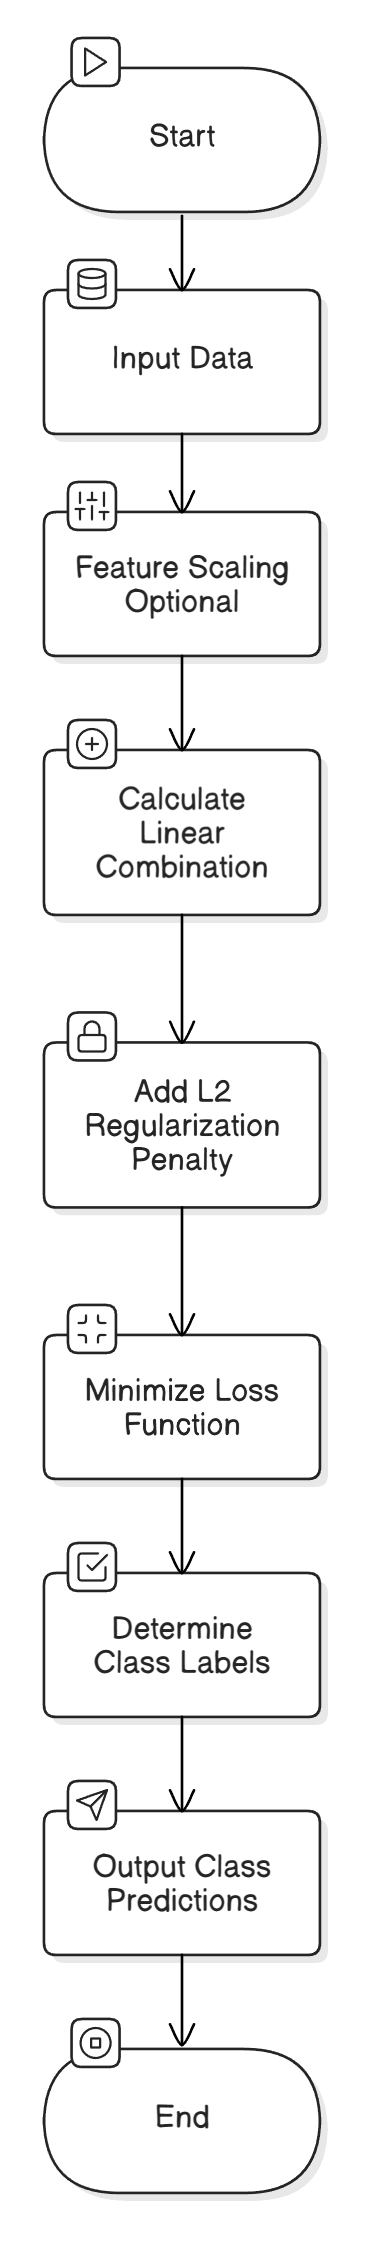 Start
Input Data
Feature Scaling
Optional
Calculate
Linear
Combination
Add L2
Regularization
Penalty
Minimize Loss
Function
Determine
Class Labels
Output Class
Predictions
End